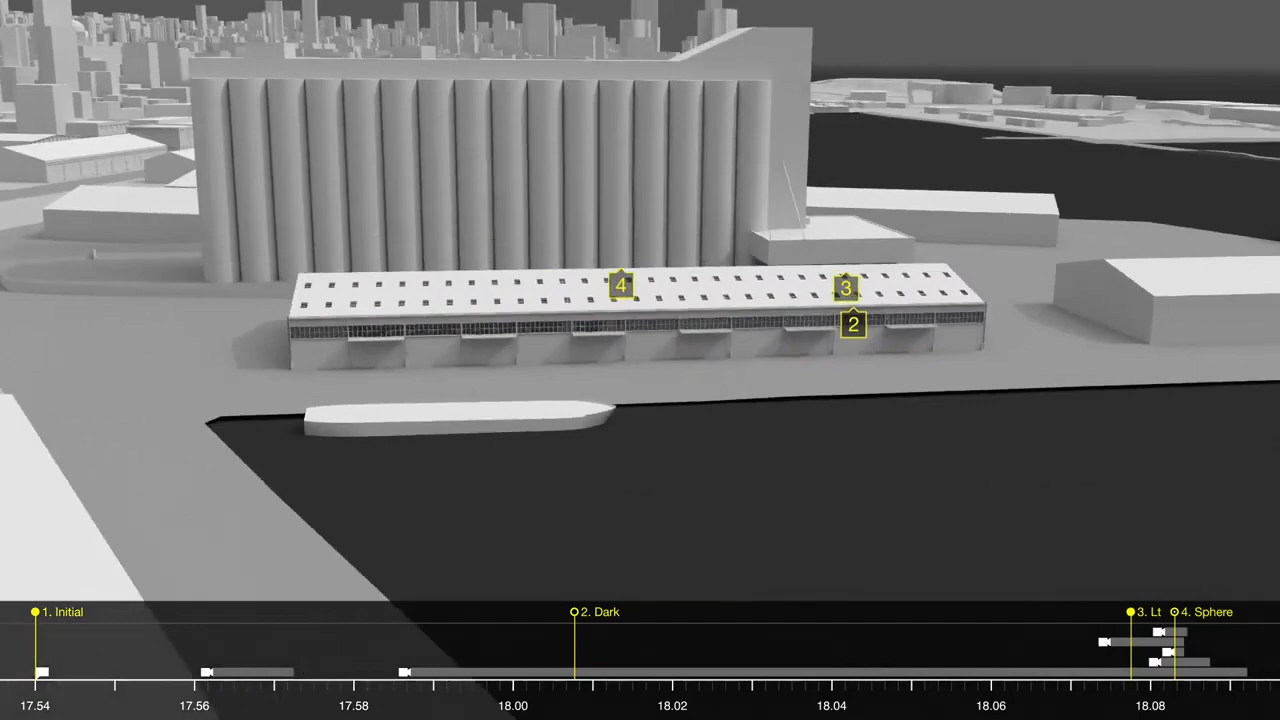 4
3
2
1. Initial
2. Dark
3. Lt
4. Sphere
17.54
17.56
17.58
18.00
18.02
18.04
18.06
18.08